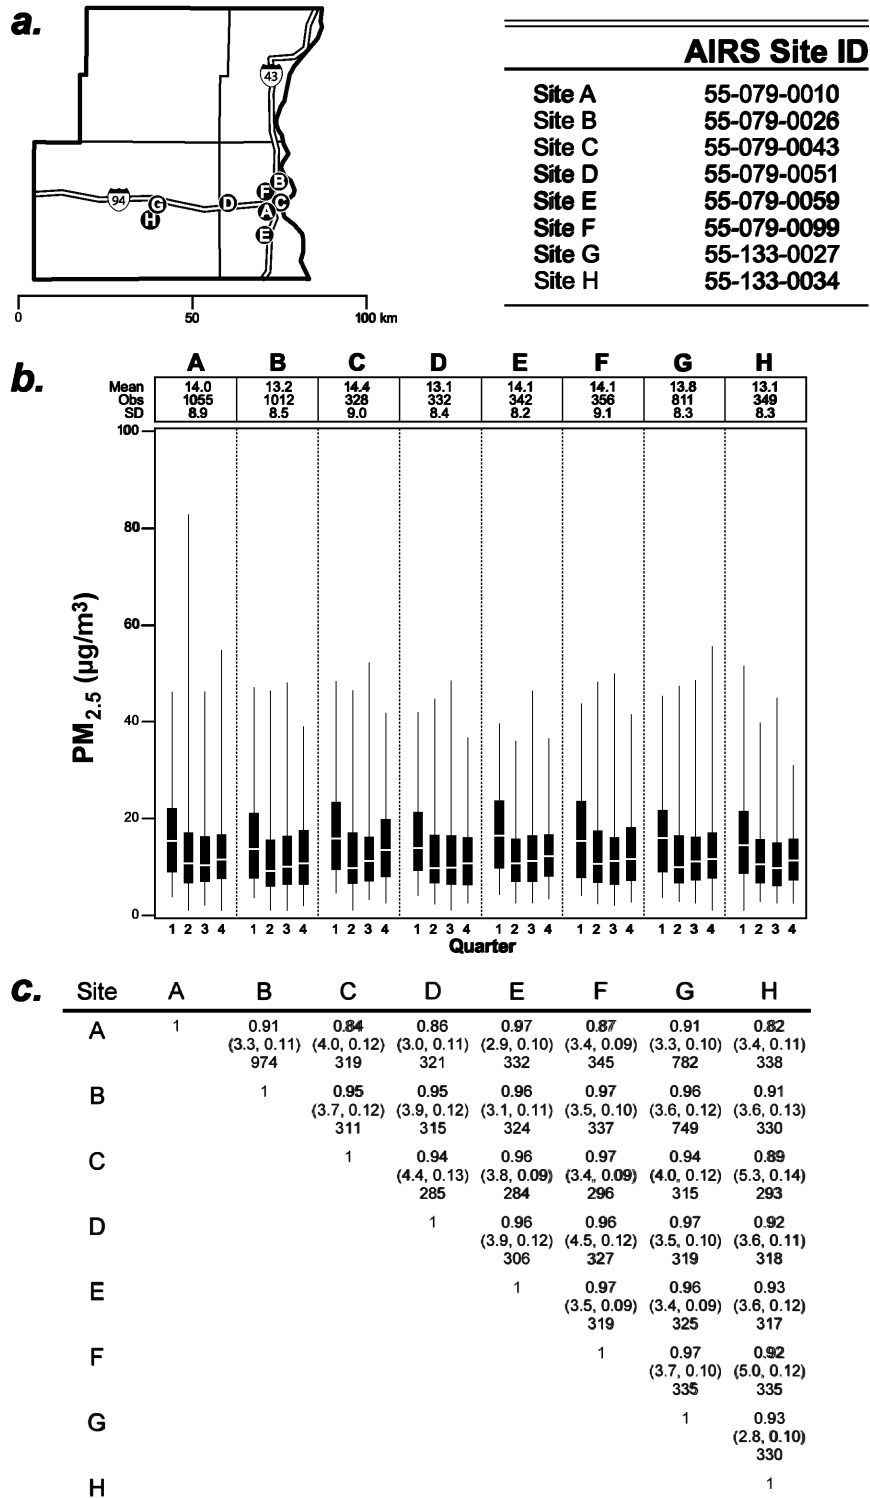 a.
43
94
B
F
C
G
D
A
H
E
0 50 100 km
AIRS Site ID
Site A 55-079-0010
Site B 55-079-0026
Site C 55-079-0043
Site D 55-079-0051
Site E 55-079-0059
Site F 55-079-0099
Site G 55-133-0027
Site H 55-133-0034
b.
A B C D E F G H
Mean 14.0 13.2 14.4 13.1 14.1 14.1 13.8 13.1
Obs 1055 1012 328 332 342 356 811 349
SD 8.9 8.5 9.0 8.4 8.2 9.1 8.3 8.3
100
80
60
40
20
0
PM2.5 (µg/m3)
1 2 3 4 1 2 3 4 1 2 3 4 1 2 3 4 1 2 3 4 1 2 3 4 1 2 3 4 1 2 3 4
Quarter
c.
Site A B C D E F G H
A 1 0.91 0.84 0.86 0.97 0.87 0.91 0.82
(3.3, 0.11) (4.0, 0.12) (3.0, 0.11) (2.9, 0.10) (3.4, 0.09) (3.3, 0.10) (3.4, 0.11)
974 319 321 332 345 782 338
B 1 0.95 0.95 0.96 0.97 0.96 0.91
(3.7, 0.12) (3.9, 0.12) (3.1, 0.11) (3.5, 0.10) (3.6, 0.12) (3.6, 0.13)
311 315 324 337 749 330
C 1 0.94 0.96 0.97 0.94 0.89
(4.4, 0.13) (3.8, 0.09) (3.4, 0.09) (4.0, 0.12) (5.3, 0.14)
285 284 296 315 293
D 1 0.96 0.96 0.97 0.92
(3.9, 0.12) (4.5, 0.12) (3.5, 0.10) (3.6, 0.11)
306 327 319 318
E 1 0.97 0.96 0.93
(3.5, 0.09) (3.4, 0.09) (3.6, 0.12)
319 325 317
F 1 0.97 0.92
(3.7, 0.10) (5.0, 0.12)
335 335
G 1 0.93
(2.8, 0.10)
330
H 1